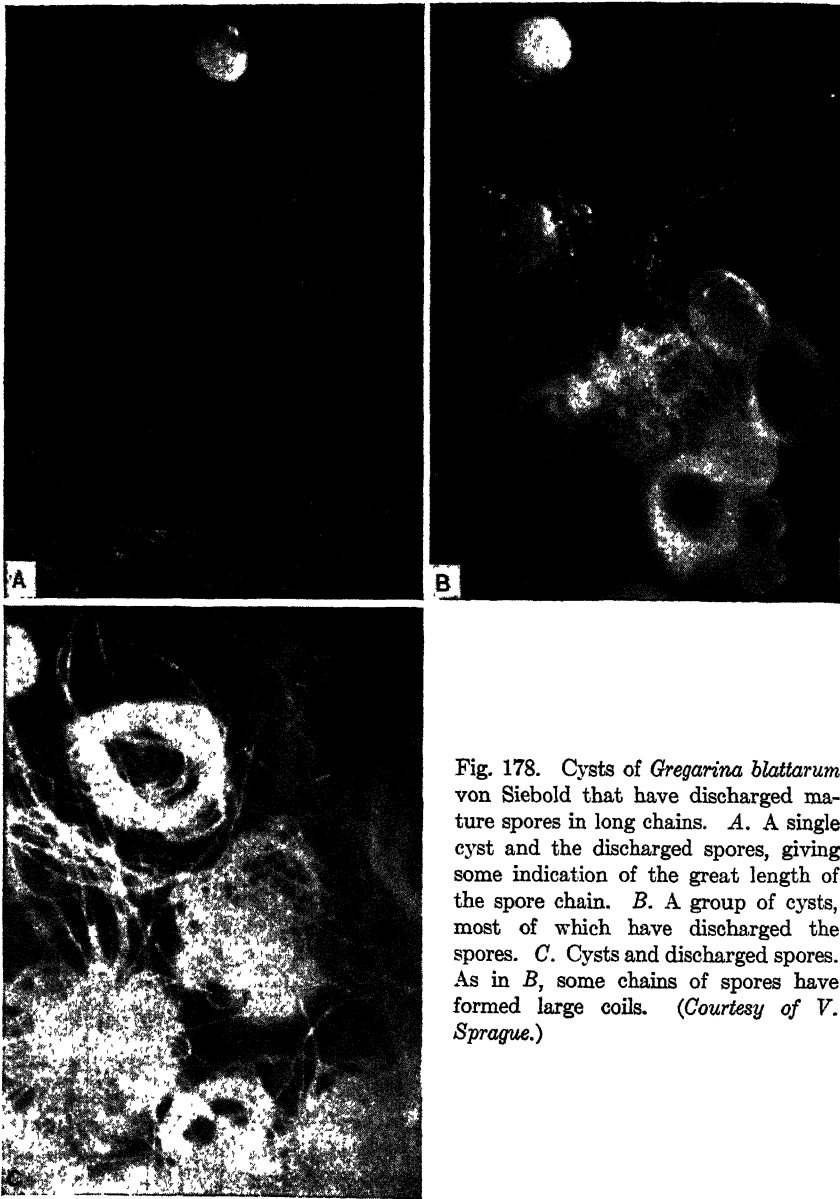 A
B
C
Fig. 178. Cysts of Gregarina blattarum
von Siebold that have discharged ma-
ture spores in long chains. A. A single
cyst and the discharged spores, giving
some indication of the great length of
the spore chain. B. A group of cysts,
most of which have discharged the
spores. C. Cysts and discharged spores.
As in B, some chains of spores have
formed large coils. (Courtesy of V.
Sprague.)